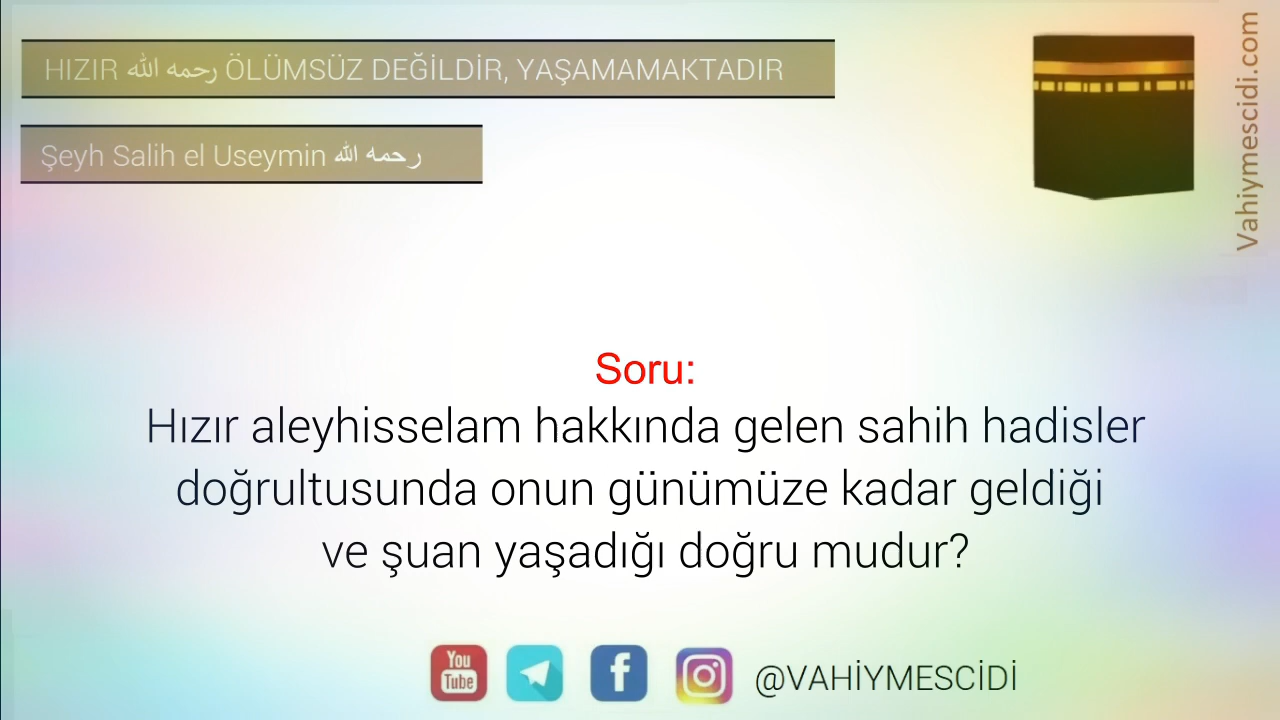 HIZIR رحمه الله ÖLÜMSÜZ DEĞİLDİR, YAŞAMAMAKTADIR
Şeyh Salih el Useymin رحمه الله
Vahiymescidi.com
Soru:
Hızır aleyhisselam hakkında gelen sahih hadisler
doğrultusunda onun günümüze kadar geldiği
ve şuan yaşadığı doğru mudur?
You
Tube
@VAHİYMESCİDİ